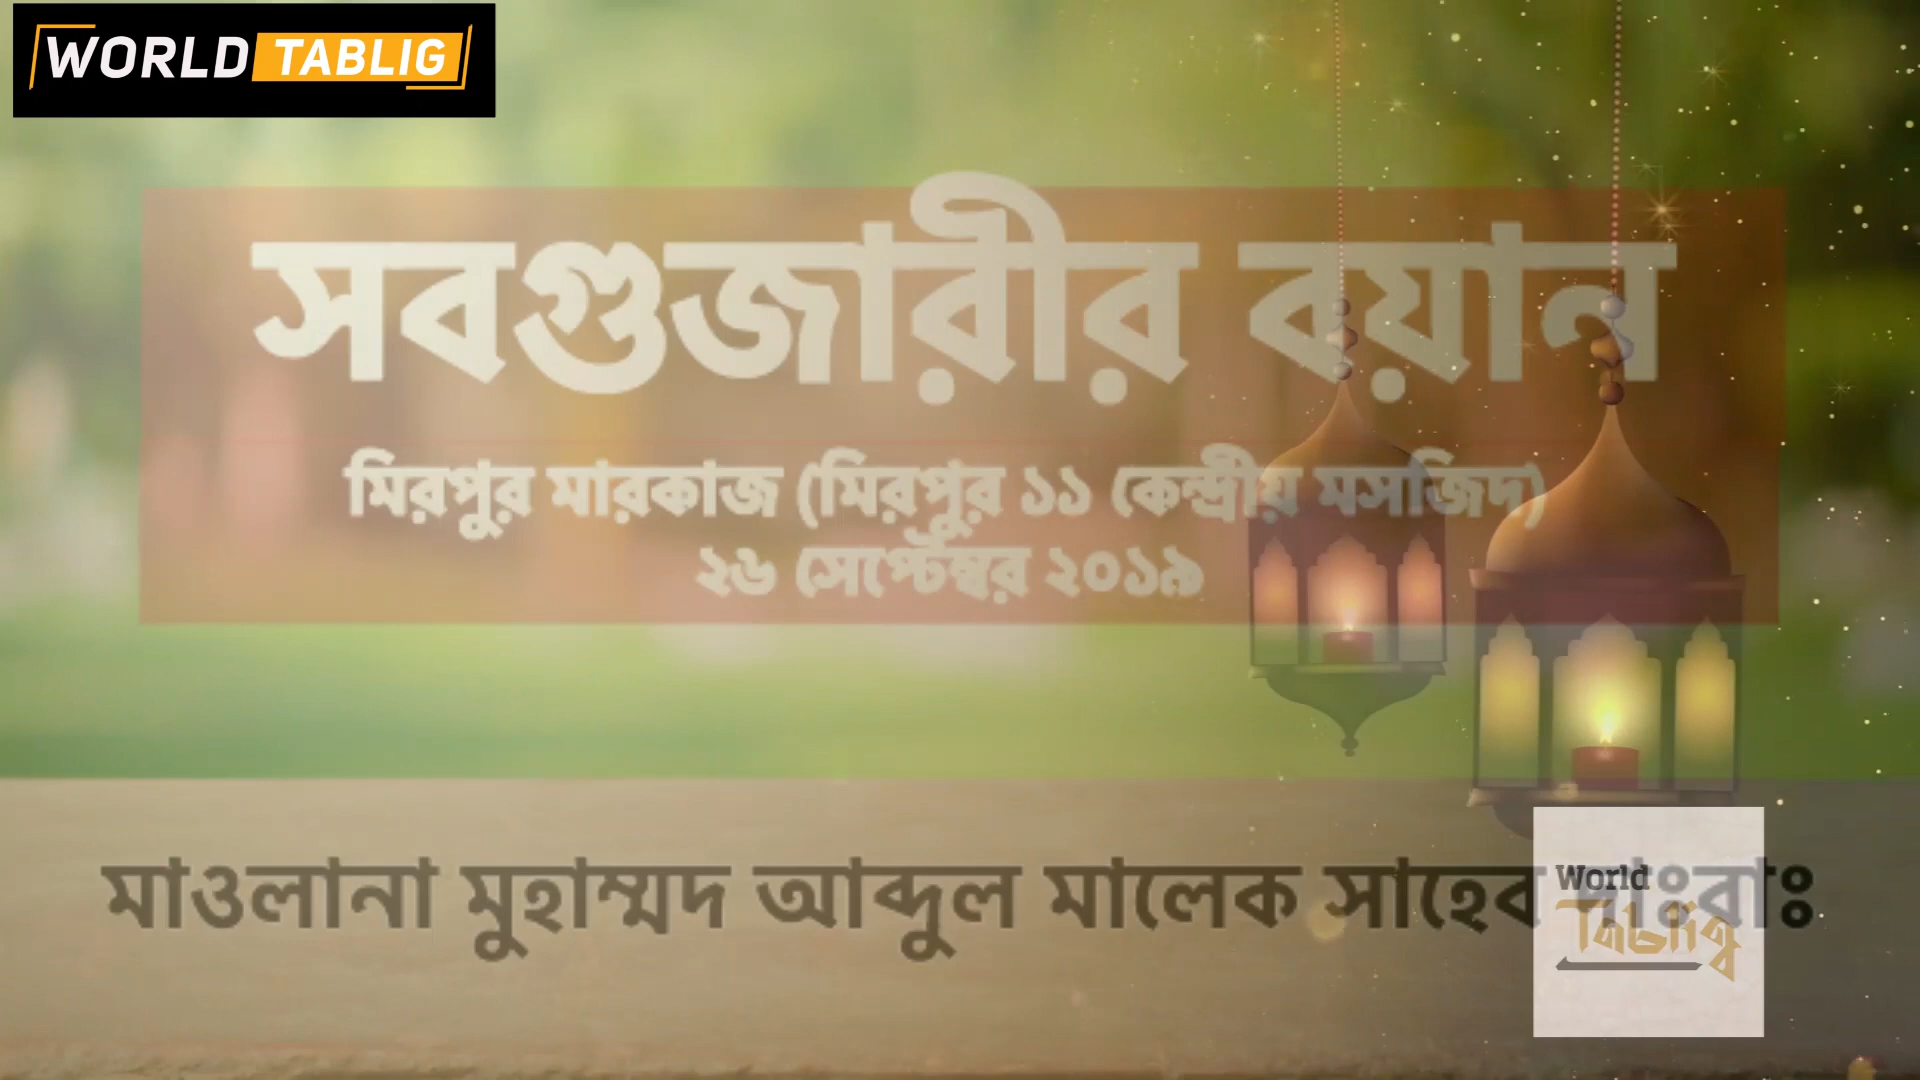 WORLD TABLIG
সবগুজারীর বয়ান
মিরপুর মারকাজ (মিরপুর ১১ কেন্দ্রীয় মসজিদ)
২৬ সেপ্টেম্বর ২০১৯
মাওলানা মুহাম্মদ আব্দুল মালেক সাহেব দাঃবাঃ
World
Tablig